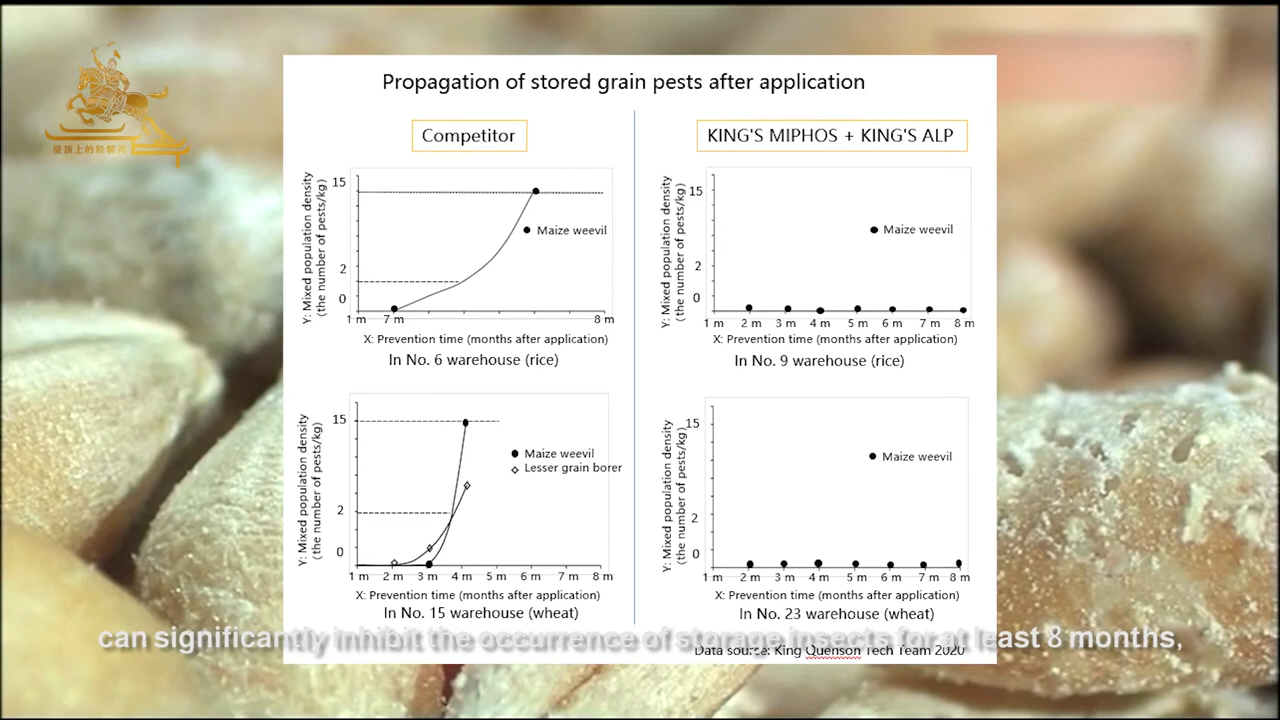 Propagation of stored grain pests after application
Competitor
KING'S MIPHOS + KING'S ALP
Y: Mixed population density
(the number of pests/kg)
15
2
0
Maize weevil
1 m 7 m 8 m
X: Prevention time (months after application)
In No. 6 warehouse (rice)
Y: Mixed population density
(the number of pests/kg)
15
2
0
Maize weevil
1 m 2 m 3 m 4 m 5 m 6 m 7 m 8 m
X: Prevention time (months after application)
In No. 9 warehouse (rice)
Y: Mixed population density
(the number of pests/kg)
15
2
0
Maize weevil
Lesser grain borer
1 m 2 m 3 m 4 m 5 m 6 m 7 m 8 m
X: Prevention time (months after application)
In No. 15 warehouse (wheat)
Y: Mixed population density
(the number of pests/kg)
15
2
0
Maize weevil
1 m 2 m 3 m 4 m 5 m 6 m 7 m 8 m
X: Prevention time (months after application)
In No. 23 warehouse (wheat)
can significantly inhibit the occurrence of storage insects for at least 8 months,
Data source: King Quenson Tech Team 2020